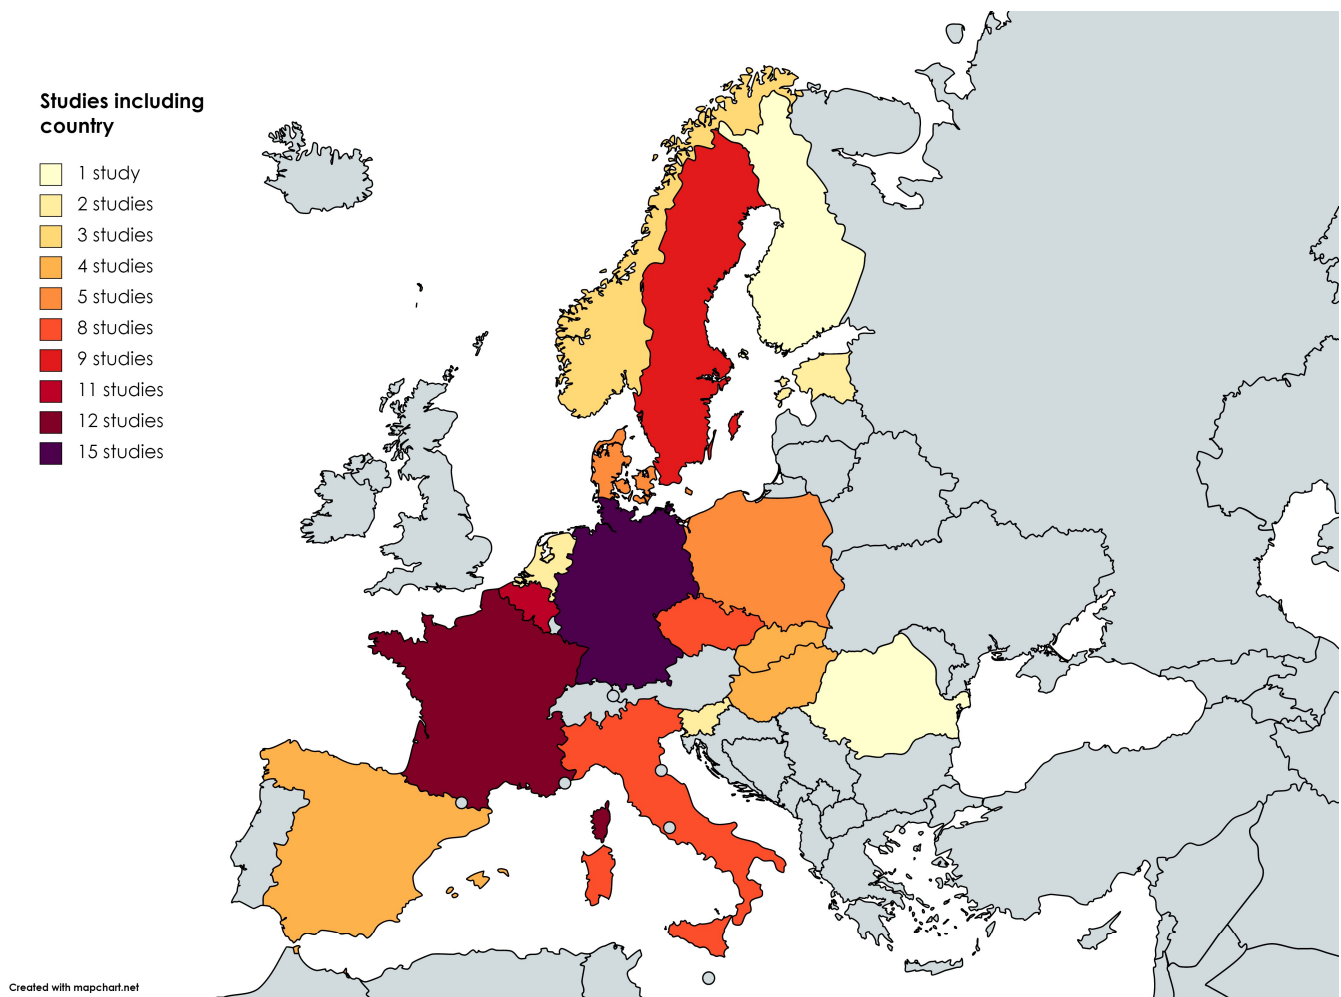 Studies including
country
1 study
2 studies
3 studies
4 studies
5 studies
8 studies
9 studies
11 studies
12 studies
15 studies
Created with mapchart.net